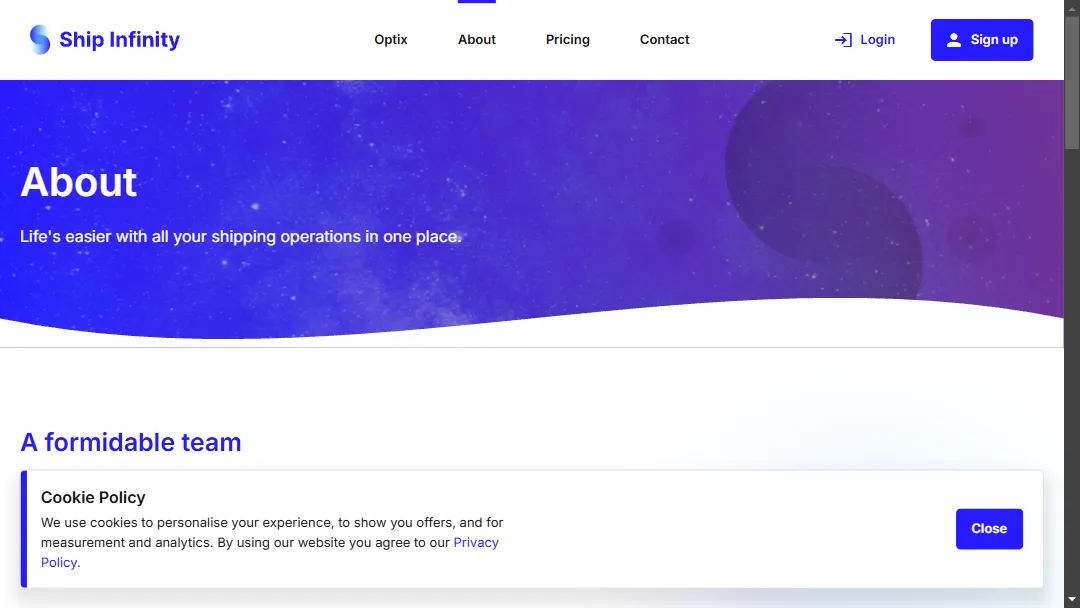 Ship Infinity
Optix
About
Pricing
Contact
Login
Sign up
About
Life's easier with all your shipping operations in one place.
A formidable team
Cookie Policy
We use cookies to personalise your experience, to show you offers, and for
measurement and analytics. By using our website you agree to our Privacy
Policy.
Close